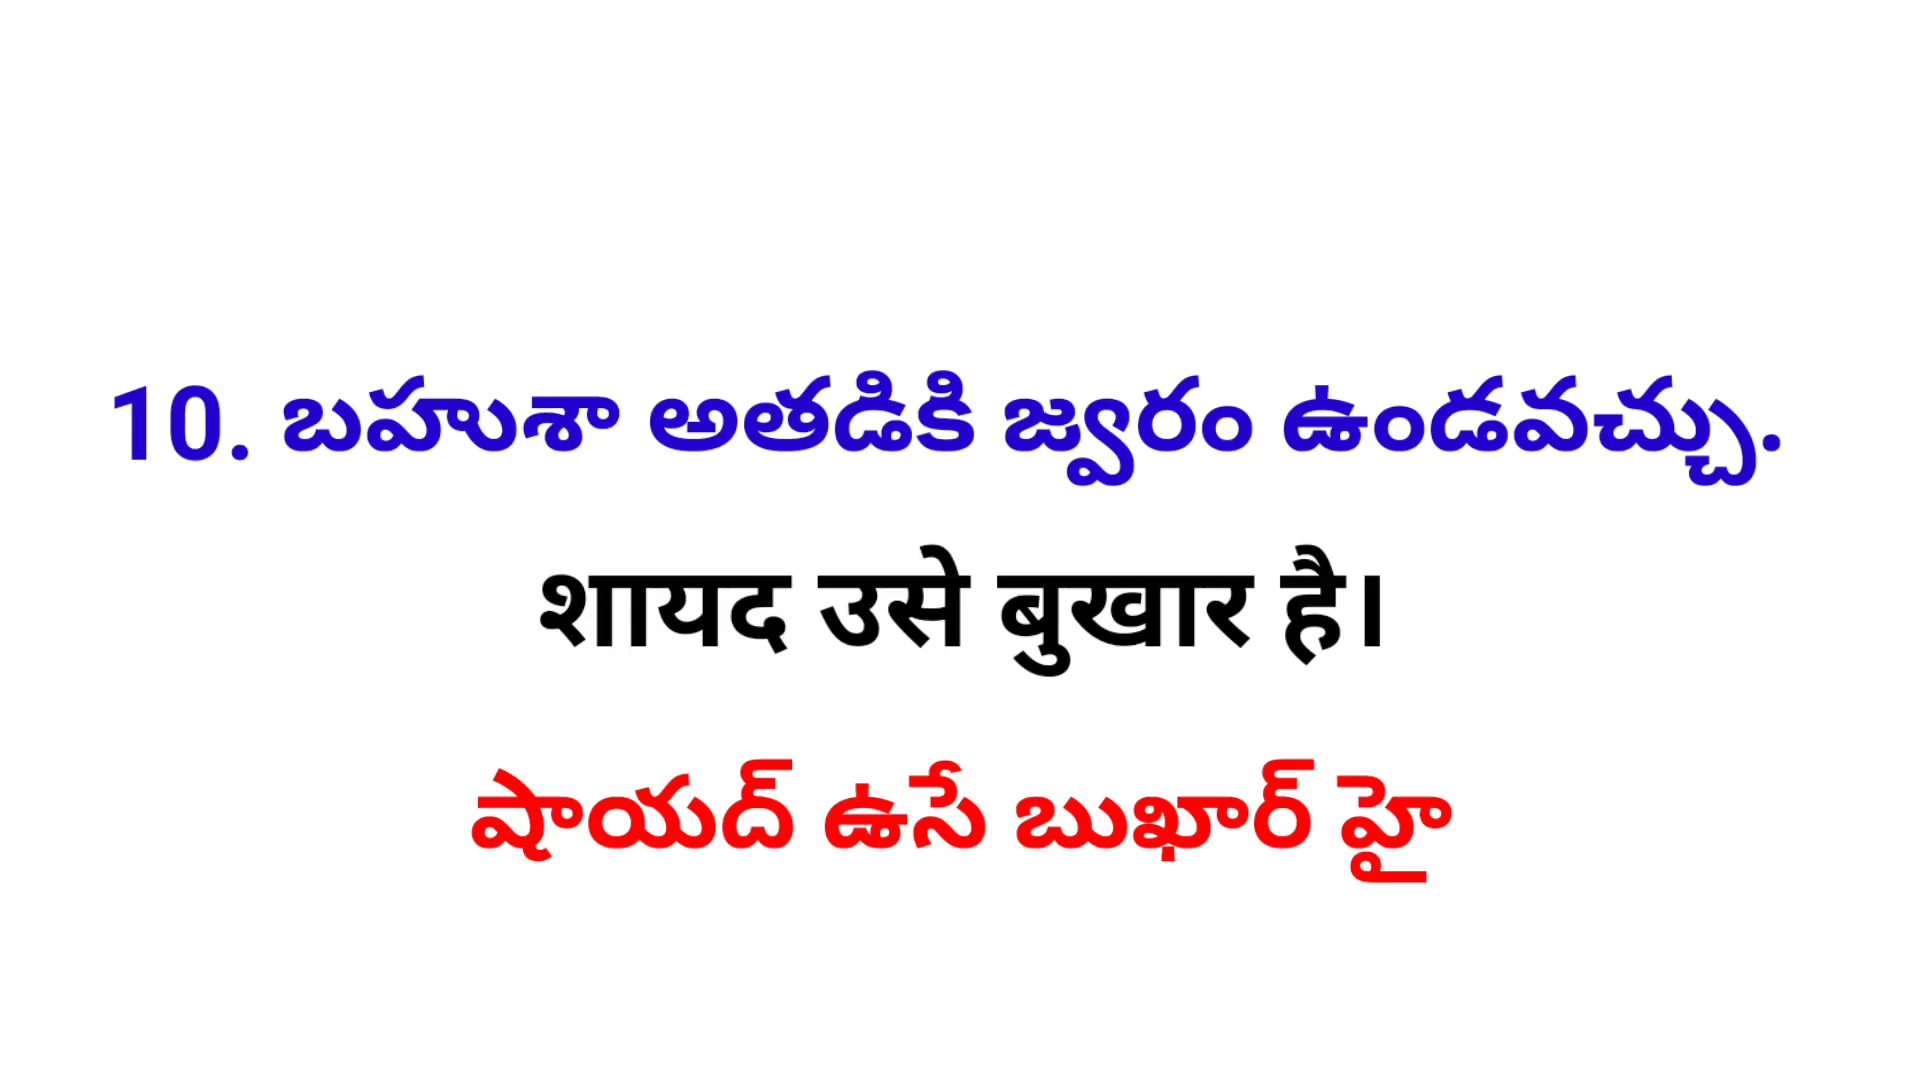 10. బహుశా అతడికి జ్వరం ఉండవచ్చు.
शायद उसे बुखार है।
షాయద్ ఉసే బుఖార్ హై